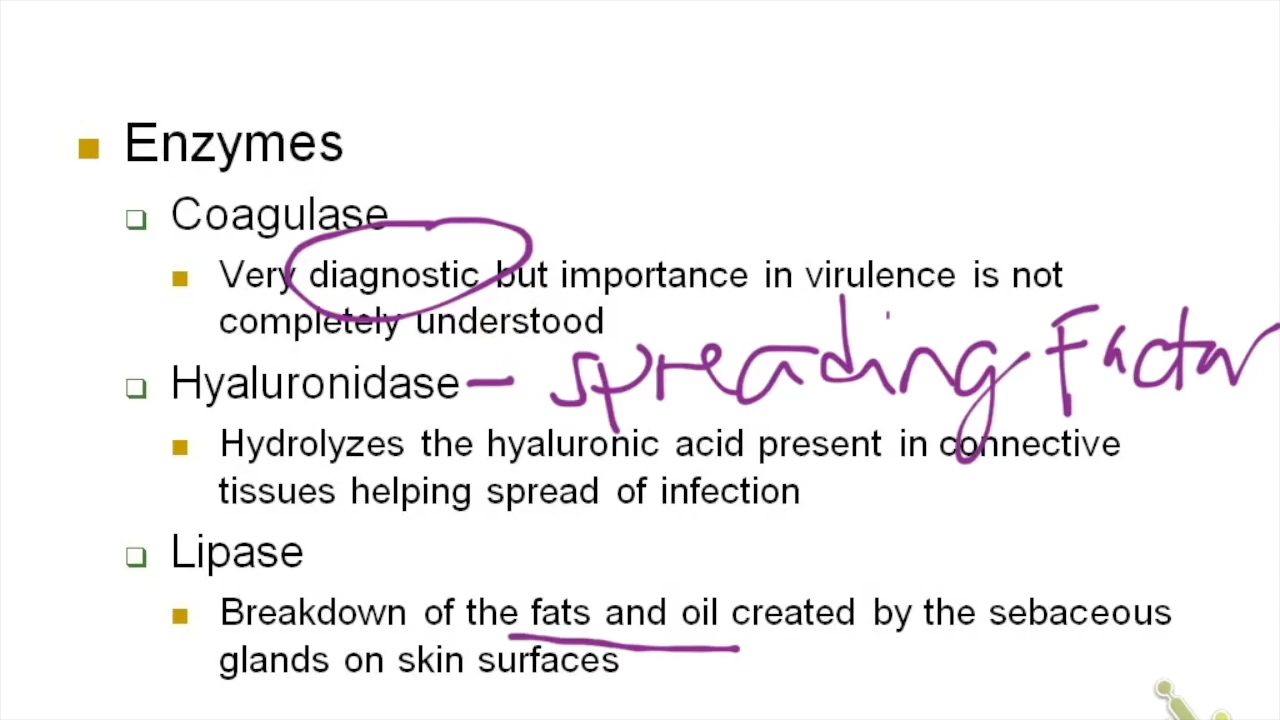 Enzymes
Coagulase
Very diagnostic but importance in virulence is not
completely understood
Hyaluronidase – spreading Factor
Hydrolyzes the hyaluronic acid present in connective
tissues helping spread of infection
Lipase
Breakdown of the fats and oil created by the sebaceous
glands on skin surfaces